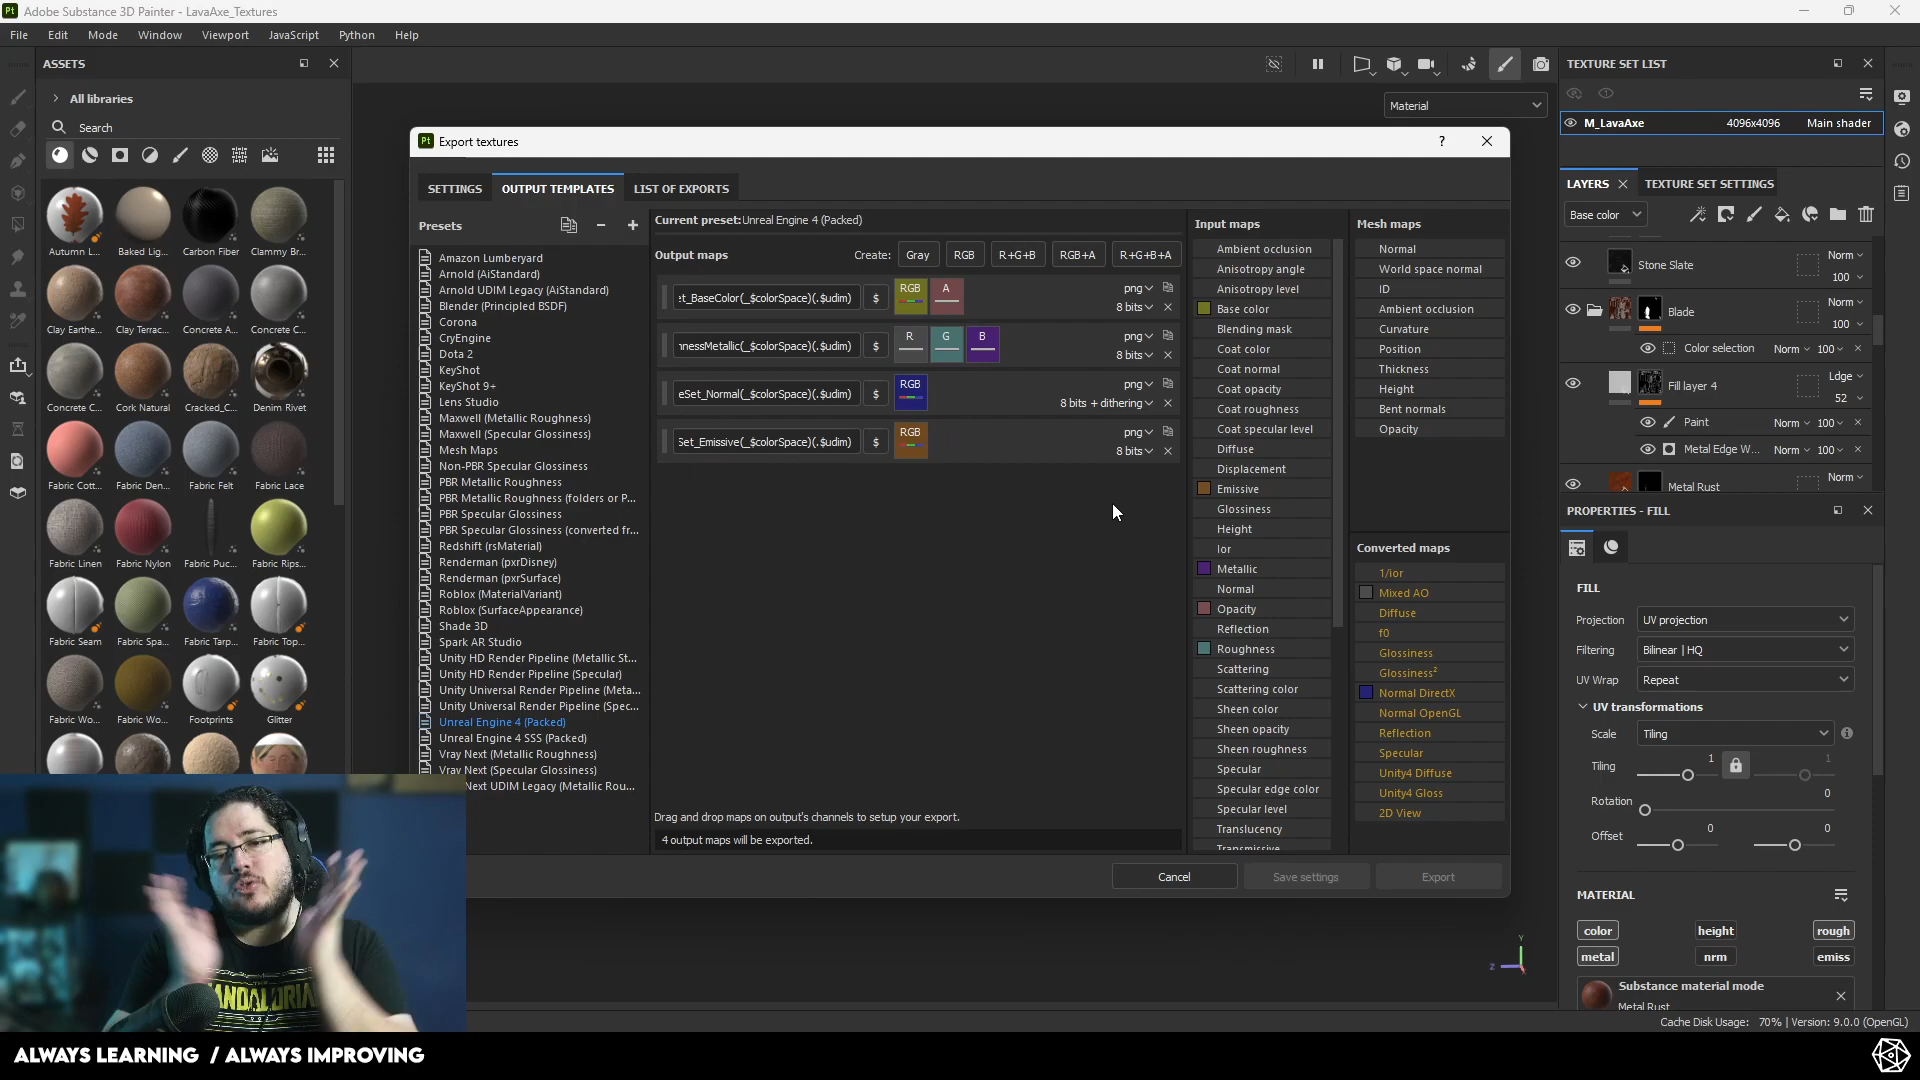 Pt Adobe Substance 3D Painter - LavaAxe_Textures
File Edit Mode Window Viewport JavaScript Python Help
ASSETS
All libraries
Search
Autumn L... Baked Lig... Carbon Fiber Clammy Br...
Clay Earthe... Clay Terrac... Concrete A... Concrete C...
Concrete C... Cork Natural Cracked_C... Denim Rivet
Fabric Cott... Fabric Den... Fabric Felt Fabric Lace
Fabric Linen Fabric Nylon Fabric Puc... Fabric Rips...
Fabric Seam Fabric Spa... Fabric Tarp... Fabric Top...
Fabric Wo... Fabric Wo... Footprints Glitter
Material
Pt Export textures
?
SETTINGS OUTPUT TEMPLATES LIST OF EXPORTS
Presets
Amazon Lumberyard
Arnold (AiStandard)
Arnold UDIM Legacy (AiStandard)
Blender (Principled BSDF)
Corona
CryEngine
Dota 2
KeyShot
KeyShot 9+
Lens Studio
Maxwell (Metallic Roughness)
Maxwell (Specular Glossiness)
Mesh Maps
Non-PBR Specular Glossiness
PBR Metallic Roughness
PBR Metallic Roughness (folders or P...
PBR Specular Glossiness
PBR Specular Glossiness (converted fr...
Redshift (rsMaterial)
Renderman (pxrDisney)
Renderman (pxrSurface)
Roblox (MaterialVariant)
Roblox (SurfaceAppearance)
Shade 3D
Spark AR Studio
Unity HD Render Pipeline (Metallic St...
Unity HD Render Pipeline (Specular)
Unity Universal Render Pipeline (Meta...
Unity Universal Render Pipeline (Spec...
Unreal Engine 4 (Packed)
Unreal Engine 4 SSS (Packed)
Vray Next (Metallic Roughness)
Vray Next (Specular Glossiness)
Next UDIM Legacy (Metallic Rou...
Current preset:Unreal Engine 4 (Packed)
Output maps Create: Gray RGB R+G+B RGB+A R+G+B+A
:t_BaseColor(_$colorSpace)(.$udim) $ RGB A png
8 bits
nnessMetallic(_$colorSpace)(.$udim) $ R G B png
8 bits
eSet_Normal(_$colorSpace)(.$udim) $ RGB png
8 bits + dithering
Set_Emissive(_$colorSpace)(.$udim) $ RGB png
8 bits
Drag and drop maps on output's channels to setup your export.
4 output maps will be exported.
Input maps
Ambient occlusion
Anisotropy angle
Anisotropy level
Base color
Blending mask
Coat color
Coat normal
Coat opacity
Coat roughness
Coat specular level
Diffuse
Displacement
Emissive
Glossiness
Height
Ior
Metallic
Normal
Opacity
Reflection
Roughness
Scattering
Scattering color
Sheen color
Sheen opacity
Sheen roughness
Specular
Specular edge color
Specular level
Translucency
Transmissive
Mesh maps
Normal
World space normal
ID
Ambient occlusion
Curvature
Position
Thickness
Height
Bent normals
Opacity
Converted maps
1/ior
Mixed AO
Diffuse
f0
Glossiness
Glossiness²
Normal DirectX
Normal OpenGL
Reflection
Specular
Unity4 Diffuse
Unity4 Gloss
2D View
Cancel Save settings Export
Y
Z
TEXTURE SET LIST
M_LavaAxe 4096x4096 Main shader
LAYERS TEXTURE SET SETTINGS
Base color
Stone Slate Norm
100
Blade Norm
100
Color selection Norm 100
Fill layer 4 Ldge
52
Paint Norm 100
Metal Edge W... Norm 100
Metal Rust Norm
PROPERTIES - FILL
FILL
Projection UV projection
Filtering Bilinear | HQ
UV Wrap Repeat
UV transformations
Scale Tiling
Tiling 1 1
Rotation 0
Offset 0 0
MATERIAL
color height rough
metal nrm emiss
Substance material mode
Metal Rust
Cache Disk Usage: 70% | Version: 9.0.0 (OpenGL)
MANDALORIAN
ALWAYS LEARNING / ALWAYS IMPROVING